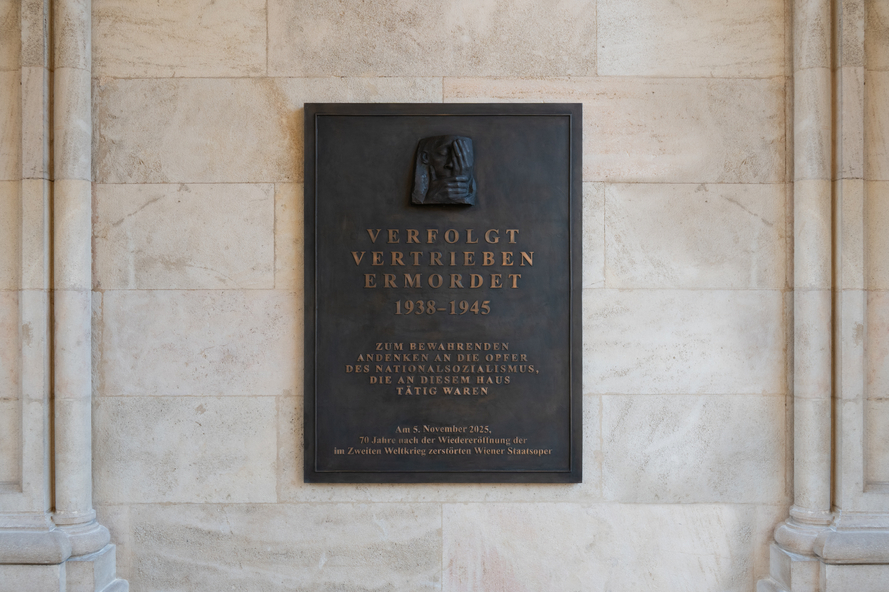 VERFOLGT
VERTRIEBEN
ERMORDET
1938–1945
ZUM BEWAHRENDEN
ANDENKEN AN DIE OPFER
DES NATIONALSOZIALISMUS,
DIE AN DIESEM HAUS
TÄTIG WAREN
Am 5. November 2025,
70 Jahre nach der Wiedereröffnung der
im Zweiten Weltkrieg zerstörten Wiener Staatsoper